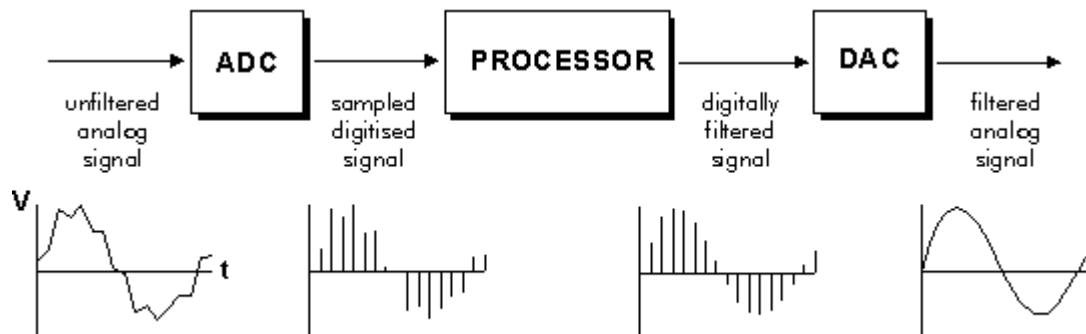 ADC
PROCESSOR
DAC
unfiltered
analog
signal
sampled
digitised
signal
digitally
filtered
signal
filtered
analog
signal
V
t